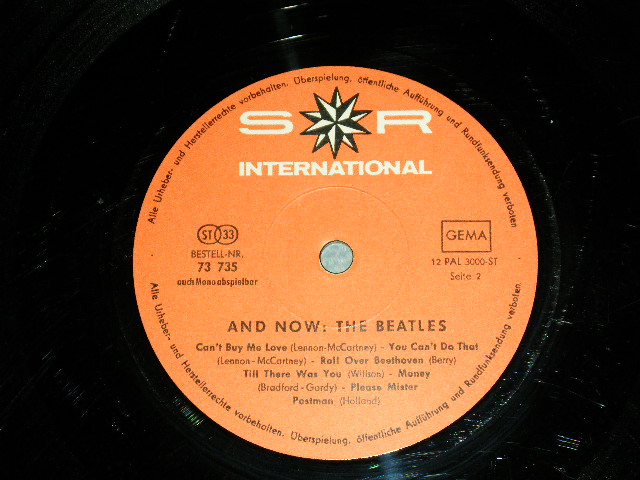 Alle Urheber- und Herstellerrechte vorbehalten. Überspielung, öffentliche Aufführung und Rundfunksendung verboten
S R
INTERNATIONAL
ST 33
BESTELL-NR.
73 735
auch Mono abspielbar
GEMA
12 PAL 3000-ST
Seite 2
AND NOW: THE BEATLES
Can't Buy Me Love (Lennon-McCartney) - You Can't Do That
(Lennon-McCartney) - Roll Over Beethoven (Berry)
Till There Was You (Willson) - Money
(Bradford-Gordy) - Please Mister
Postman (Holland)
Alle Urheber- und Herstellerrechte vorbehalten. Überspielung, öffentliche Aufführung und Rundfunksendung verboten.